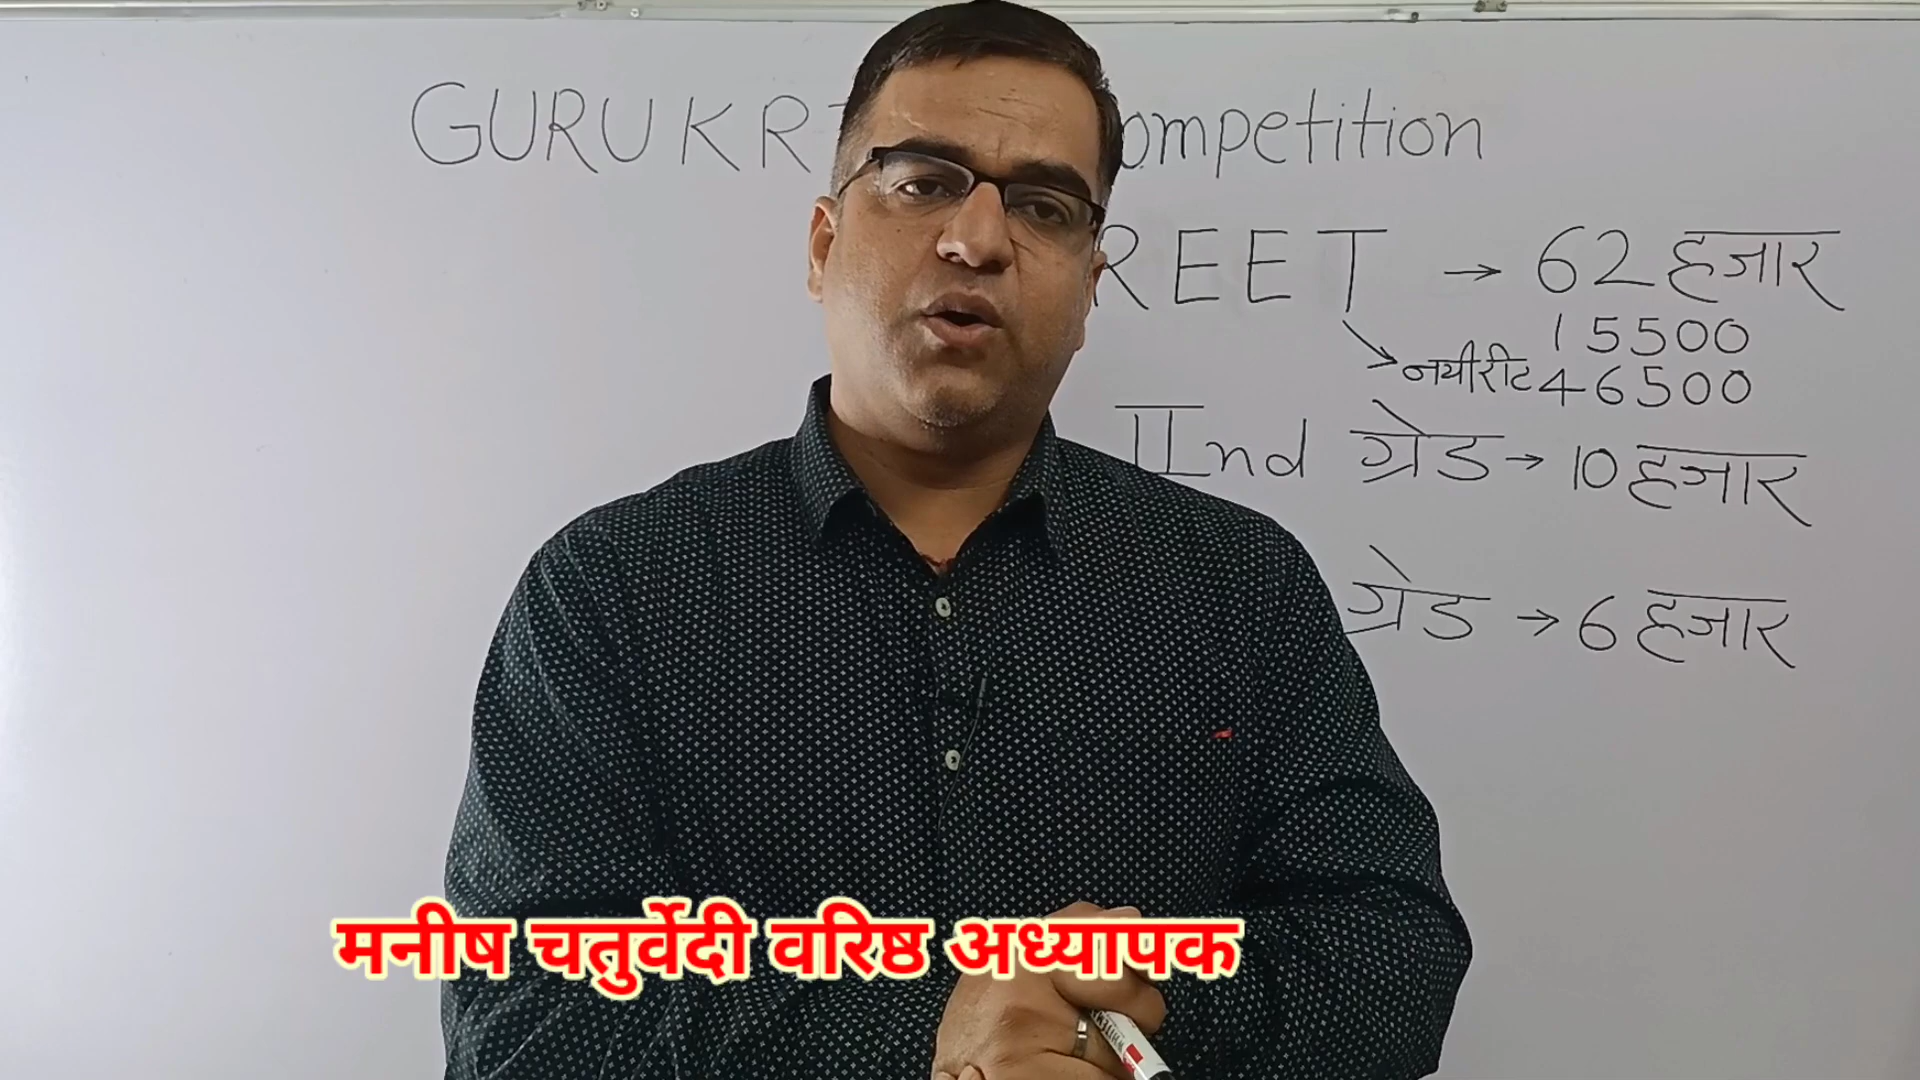 GURUKR ompetition
REET → 62 हजार
15500
नयी रीट 46500
IInd ग्रेड → 10 हजार
ग्रेड → 6 हजार
मनीष चतुर्वेदी वरिष्ठ अध्यापक